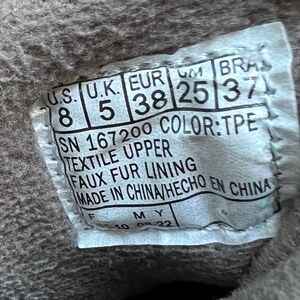 U.S. U.K. EUR CM BRA
8 5 38 25 37
SN 167200 COLOR:TPE
TEXTILE UPPER
FAUX FUR LINING
MADE IN CHINA/HECHO EN CHINA
F M Y